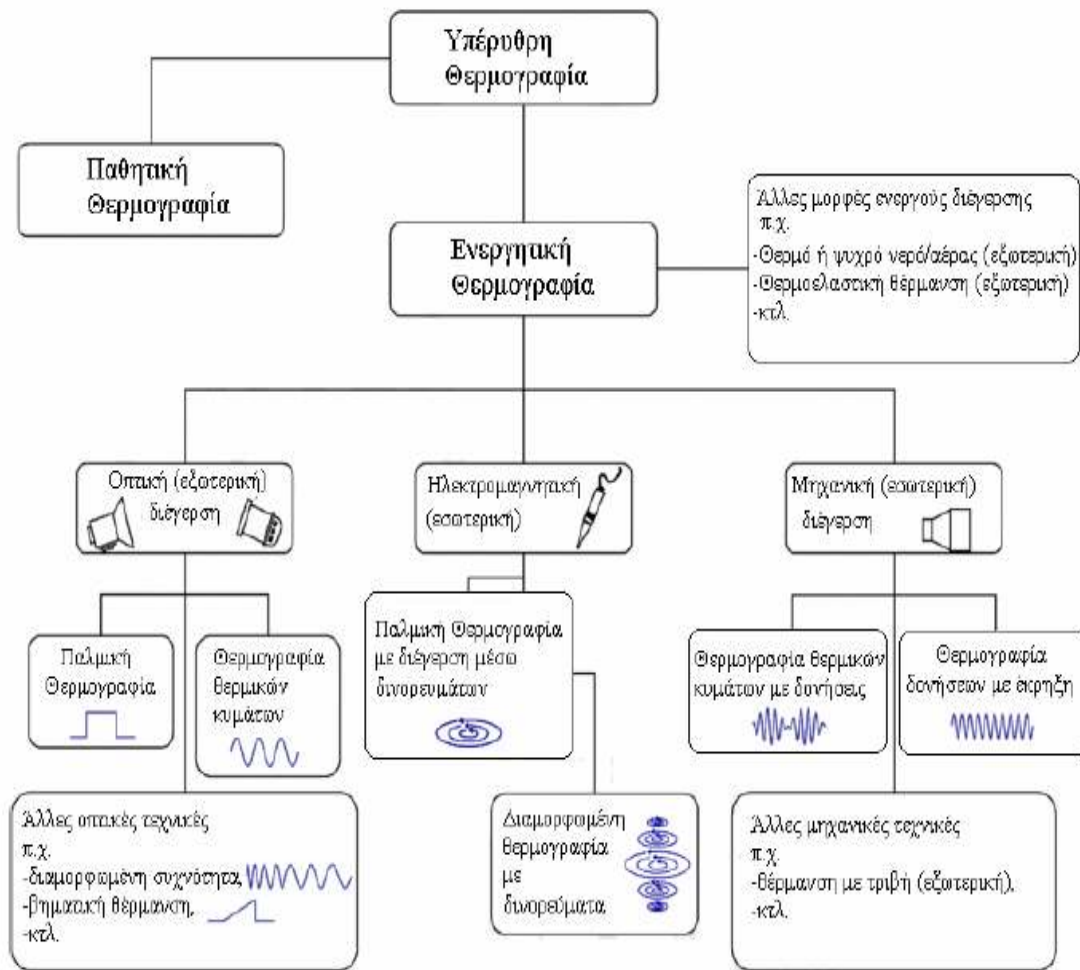 Υπέρυθρη
Θερμογραφία
Παθητική
Θερμογραφία
Ενεργητική
Θερμογραφία
Άλλες μορφές ενεργούς διέγερσης
π.χ.
-Θερμό ή ψυχρό νερό/αέρας (εξωτερική)
-Θερμοελαστική θέρμανση (εξωτερική)
-κτλ.
Οπτική (εξωτερική)
διέγερση
Ηλεκτρομαγνητική
(εσωτερική)
Μηχανική (εσωτερική)
διέγερση
Παλμική
Θερμογραφία
Θερμογραφία
θερμικών
κυμάτων
Παλμική Θερμογραφία
με διέγερση μέσω
δινορευμάτων
Θερμογραφία θερμικών
κυμάτων με δονήσεις
Θερμογραφία
δονήσεων με έκρηξη
Άλλες οπτικές τεχνικές
π.χ.
-διαμορφωμένη συχνότητα,
-βηματική θέρμανση,
-κτλ.
Διαμορφωμένη
θερμογραφία
με
δινορεύματα
Άλλες μηχανικές τεχνικές
π.χ.
-θέρμανση με τριβή (εξωτερική),
-κτλ.